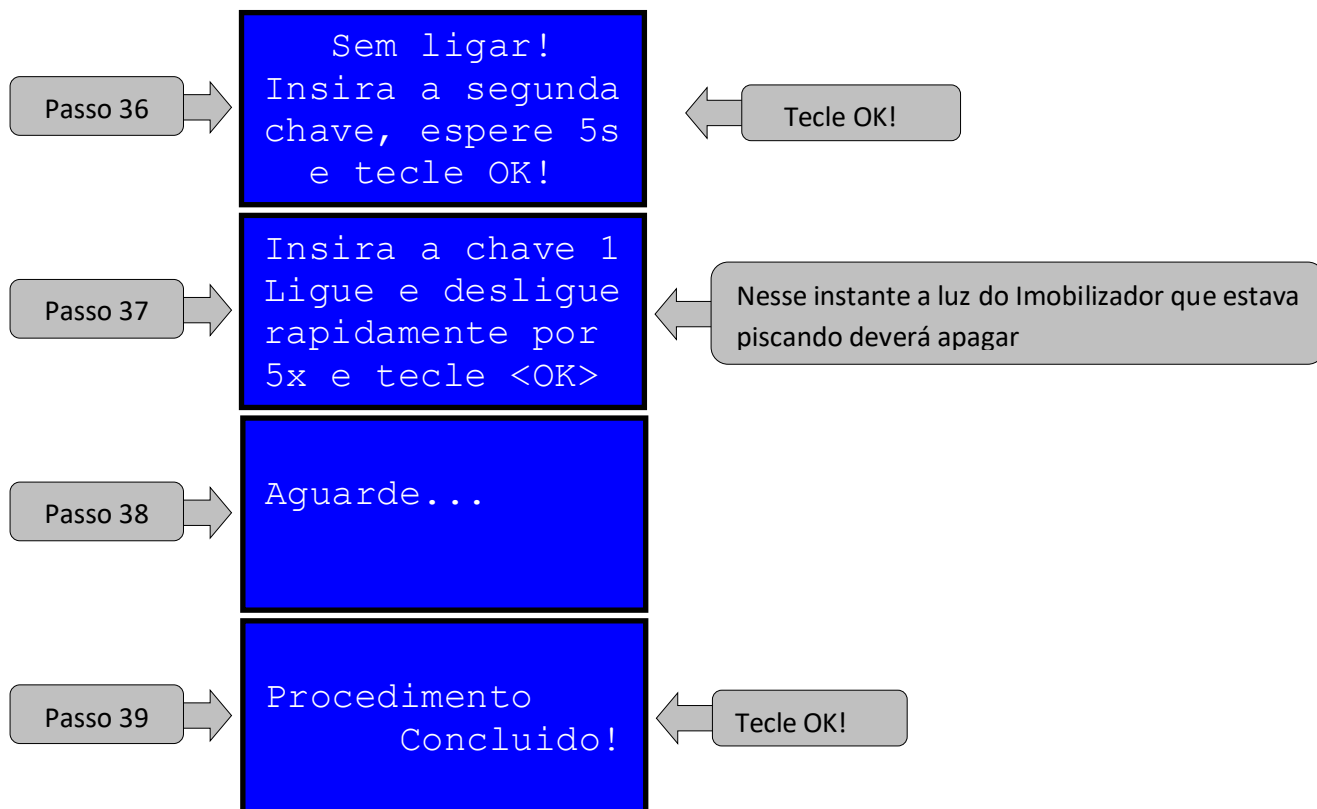 Passo 36
Sem ligar!
Insira a segunda
chave, espere 5s
e tecle OK!
Tecle OK!
Passo 37
Insira a chave 1
Ligue e desligue
rapidamente por
5x e tecle <OK>
Nesse instante a luz do Imobilizador que estava
piscando deverá apagar
Passo 38
Aguarde...
Passo 39
Procedimento
Concluido!
Tecle OK!